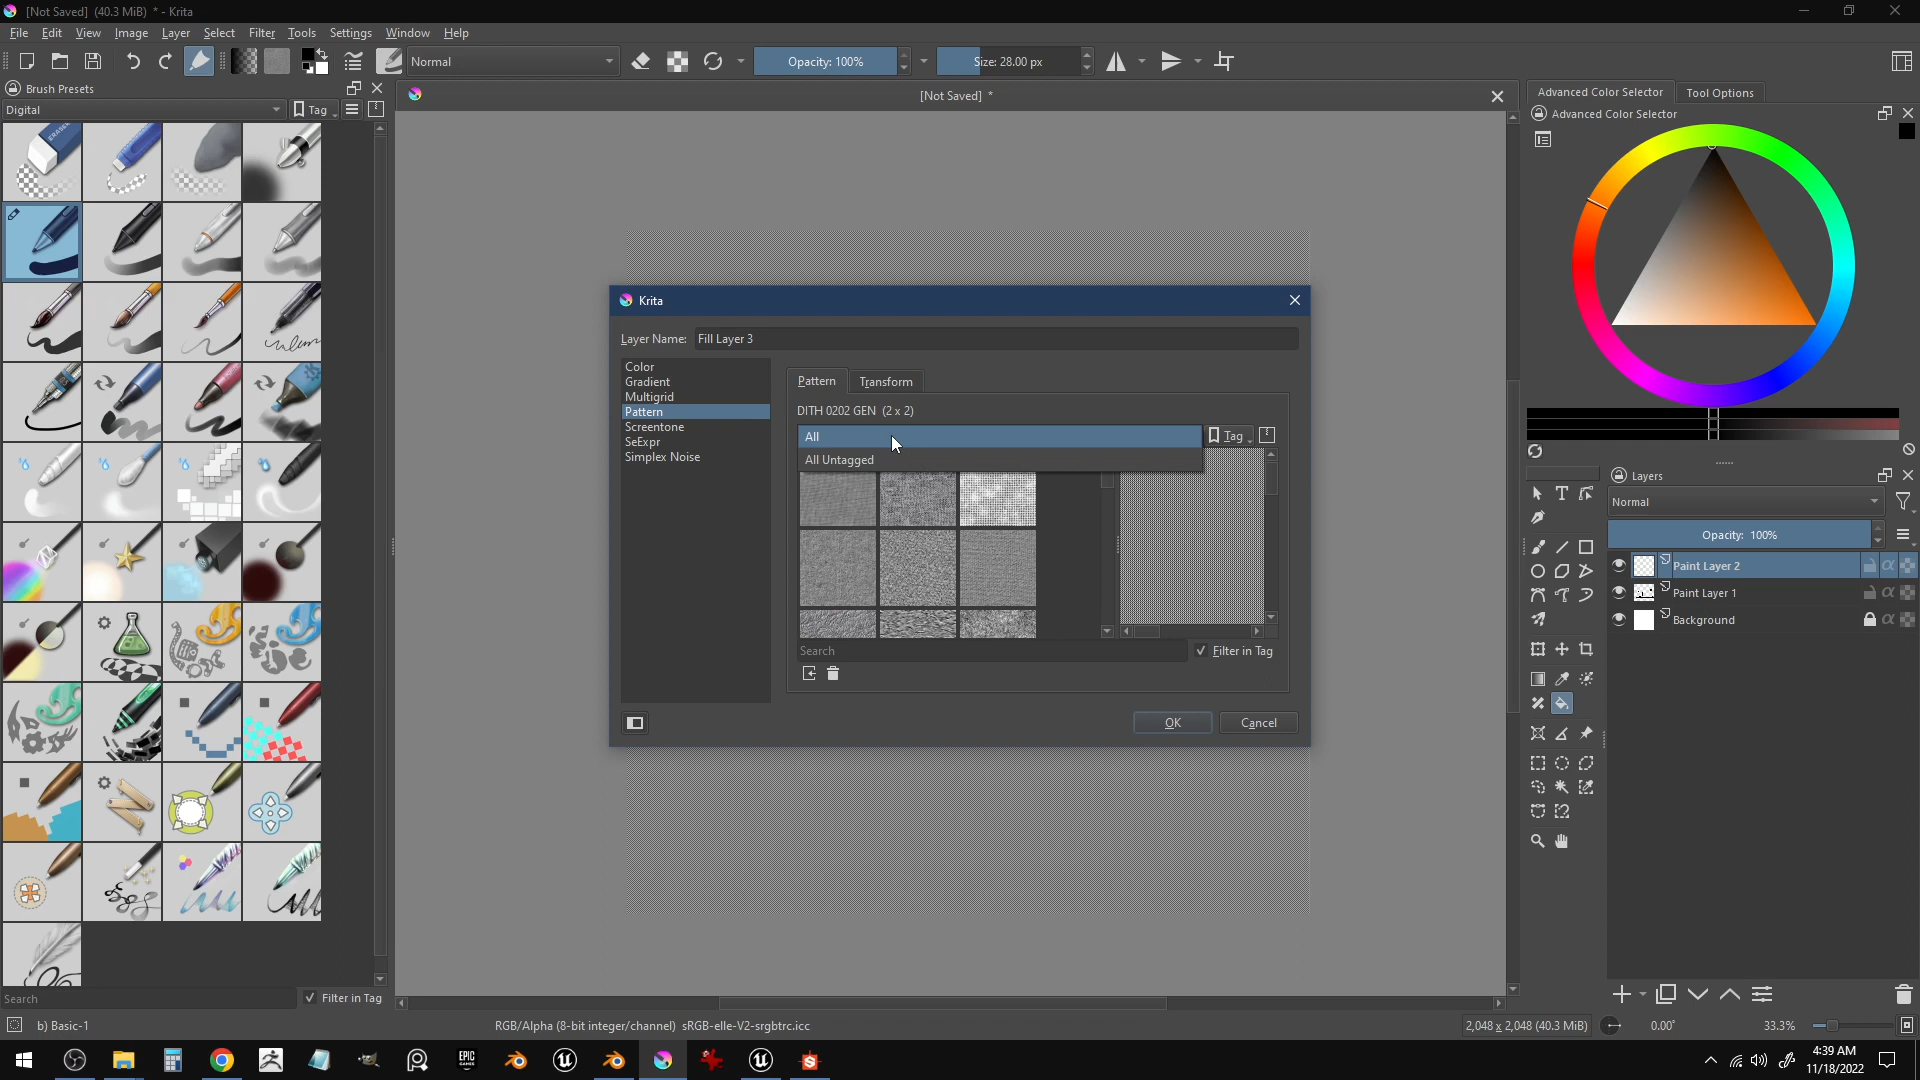 [Not Saved] (40.3 MiB) * - Krita
File Edit View Image Layer Select Filter Tools Settings Window Help
Normal
Opacity: 100%
Size: 28.00 px
Brush Presets
Digital
Tag
[Not Saved] *
Advanced Color Selector
Tool Options
Advanced Color Selector
Krita
Layer Name: Fill Layer 3
Color
Gradient
Multigrid
Pattern
Screentone
SeExpr
Simplex Noise
Pattern
Transform
DITH 0202 GEN (2 x 2)
All
All Untagged
Tag
Search
Filter in Tag
OK
Cancel
Layers
Normal
Opacity: 100%
Paint Layer 2
Paint Layer 1
Background
Search
Filter in Tag
b) Basic-1
RGB/Alpha (8-bit integer/channel) sRGB-elle-V2-srgbtrc.icc
2,048 x 2,048 (40.3 MiB)
0.00°
33.3%
EPIC
GAMES
4:39 AM
11/18/2022